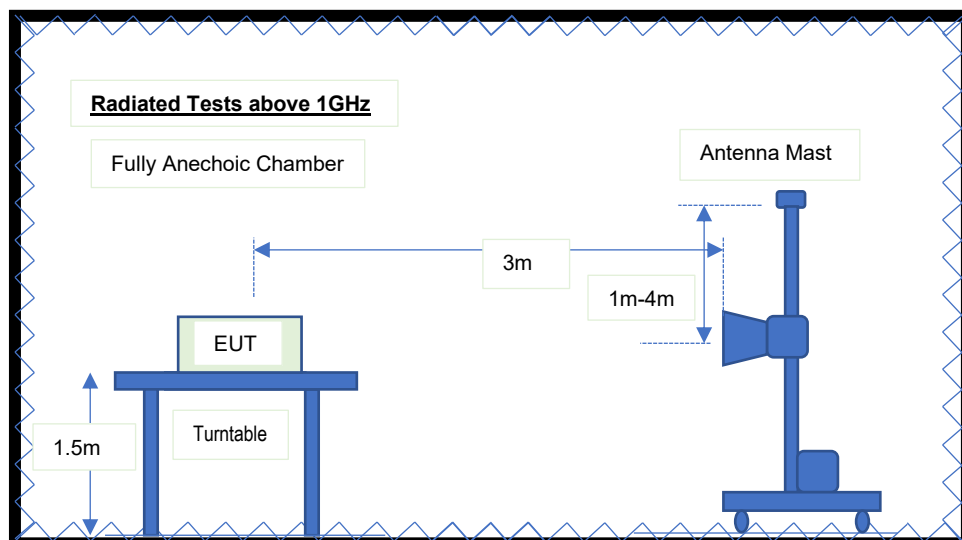 Radiated Tests above 1GHz
Fully Anechoic Chamber
Antenna Mast
3m
1m-4m
EUT
Turntable
1.5m